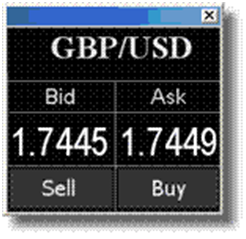 GBP/USD
Bid Ask
1.7445 1.7449
Sell Buy